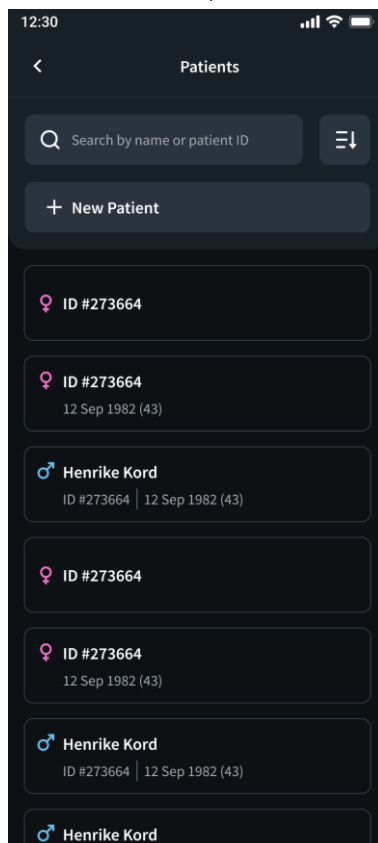 12:30
Patients
Search by name or patient ID
New Patient
ID #273664
ID #273664
12 Sep 1982 (43)
Henrike Kord
ID #273664 | 12 Sep 1982 (43)
ID #273664
ID #273664
12 Sep 1982 (43)
Henrike Kord
ID #273664 | 12 Sep 1982 (43)
Henrike Kord